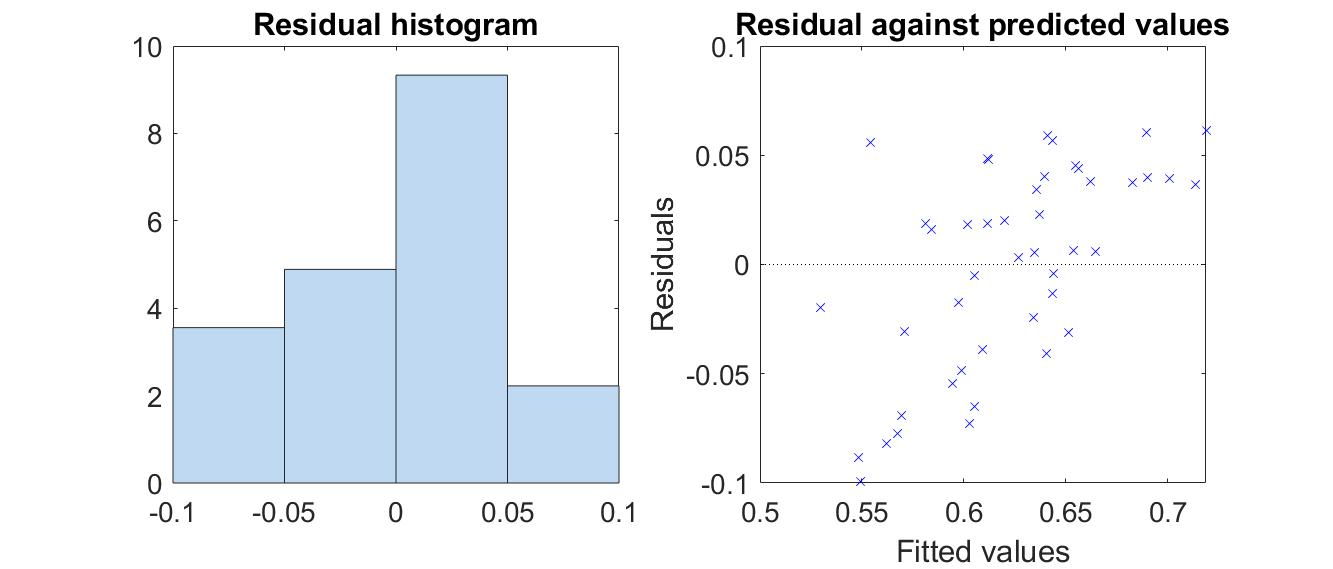 Residual histogram
10
8
6
4
2
0
-0.1 -0.05 0 0.05 0.1
Residual against predicted values
0.1
0.05
0
-0.05
-0.1
Residuals
0.5 0.55 0.6 0.65 0.7
Fitted values